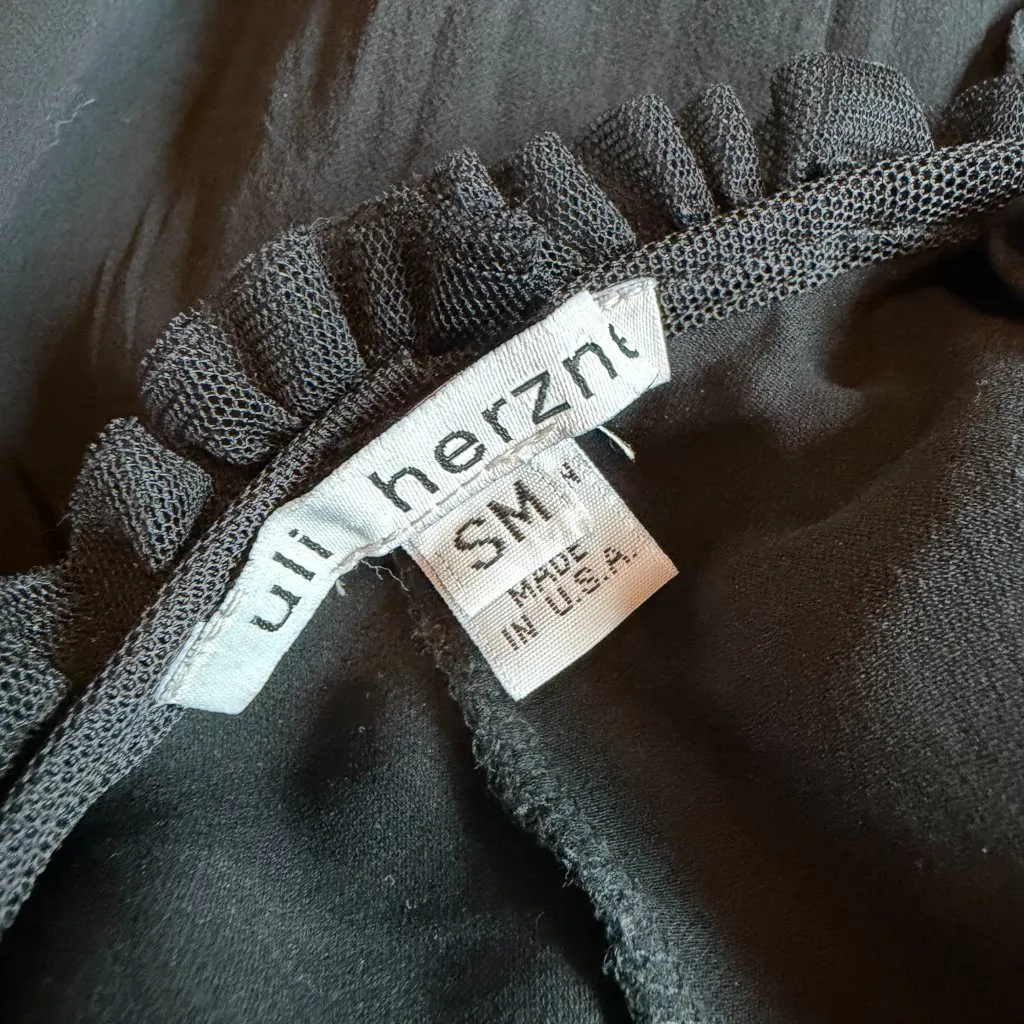 uli herzn
SM
MADE
IN U.S.A.